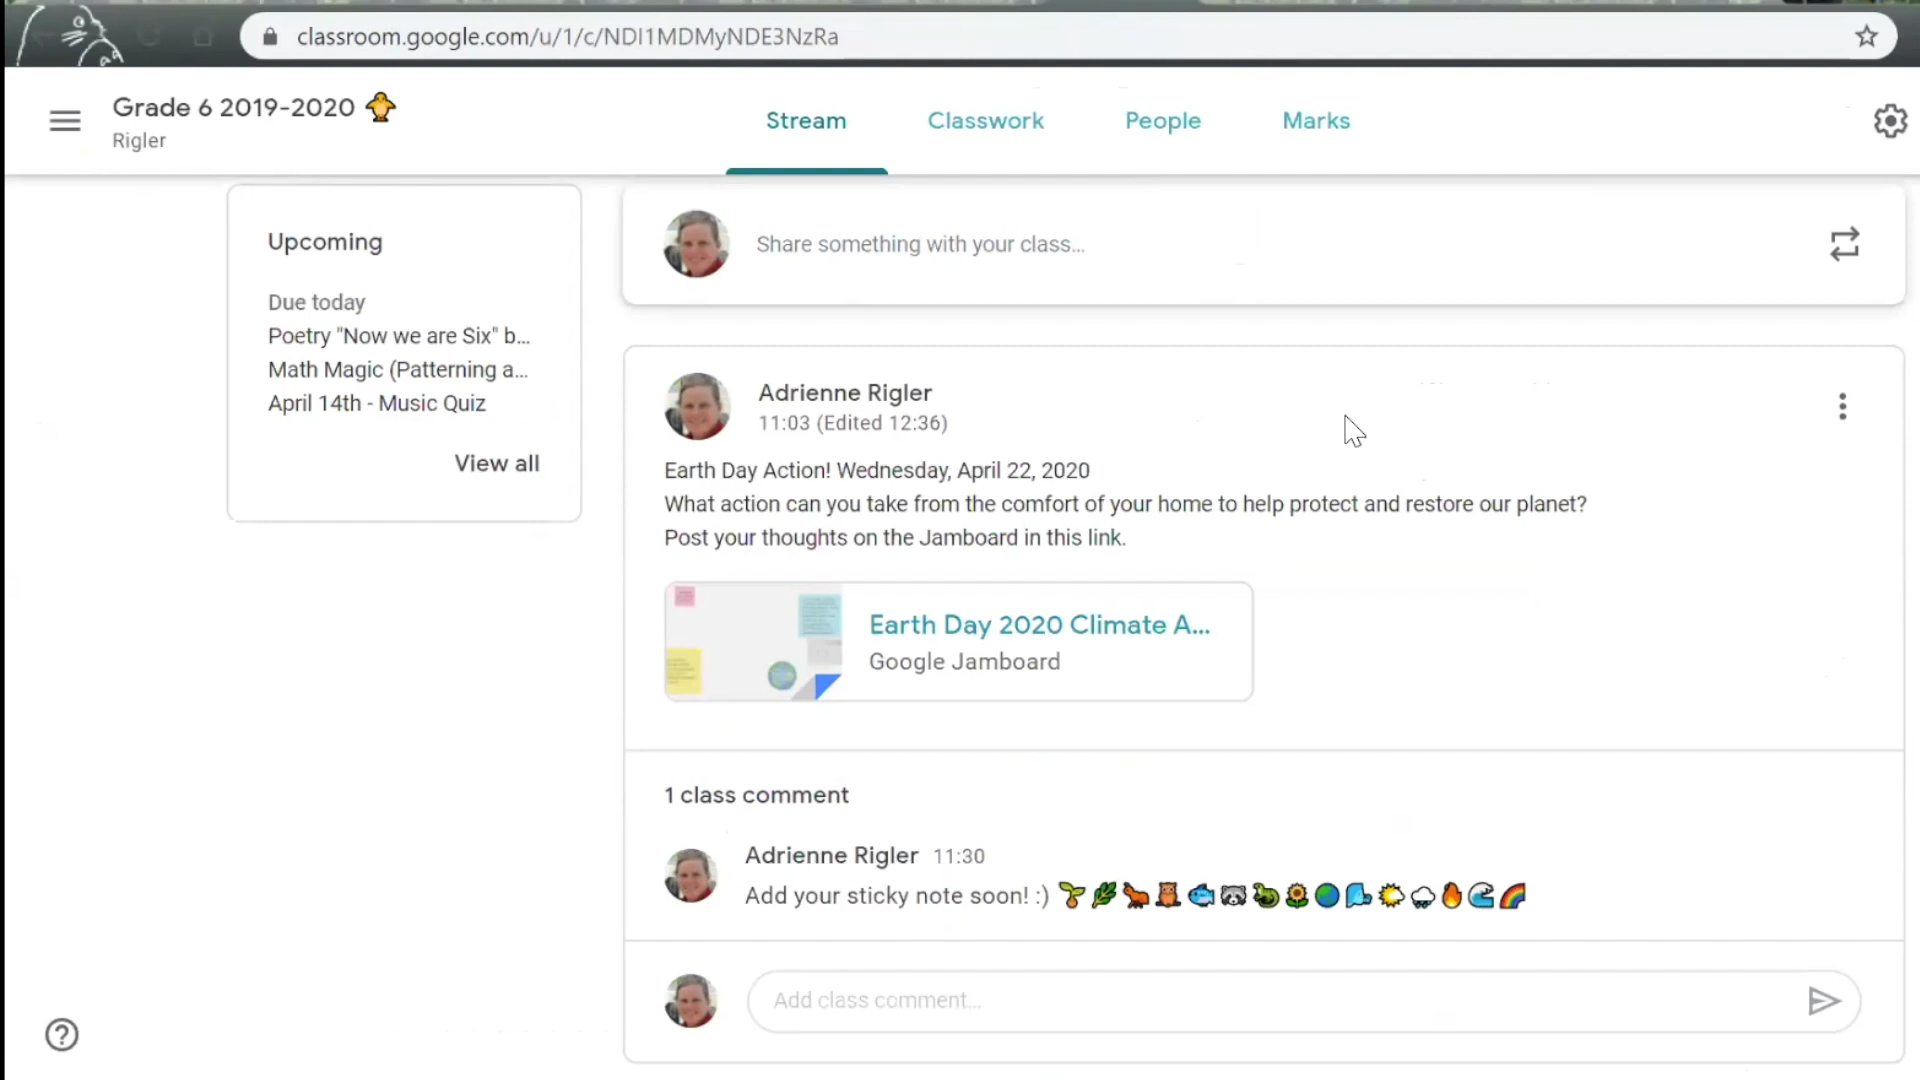 classroom.google.com/u/1/c/NDI1MDMyNDE3NzRa
Grade 6 2019-2020 🐥
Rigler
Stream
Classwork
People
Marks
Upcoming
Due today
Poetry "Now we are Six" b...
Math Magic (Patterning a...
April 14th - Music Quiz
View all
Share something with your class...
Adrienne Rigler
11:03 (Edited 12:36)
Earth Day Action! Wednesday, April 22, 2020
What action can you take from the comfort of your home to help protect and restore our planet?
Post your thoughts on the Jamboard in this link.
Earth Day 2020 Climate A...
Google Jamboard
1 class comment
Adrienne Rigler 11:30
Add your sticky note soon! :) 🌱🌿🐜🦉🐟🦝🐍🌻🌎🌬☀🌧🔥🌊🌈
Add class comment...